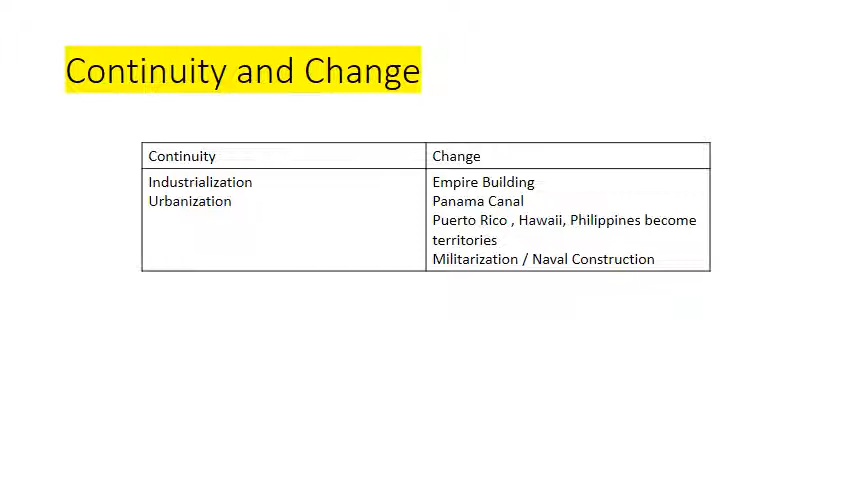 Continuity and Change
Continuity
Change
Industrialization
Urbanization
Empire Building
Panama Canal
Puerto Rico , Hawaii, Philippines become
territories
Militarization / Naval Construction